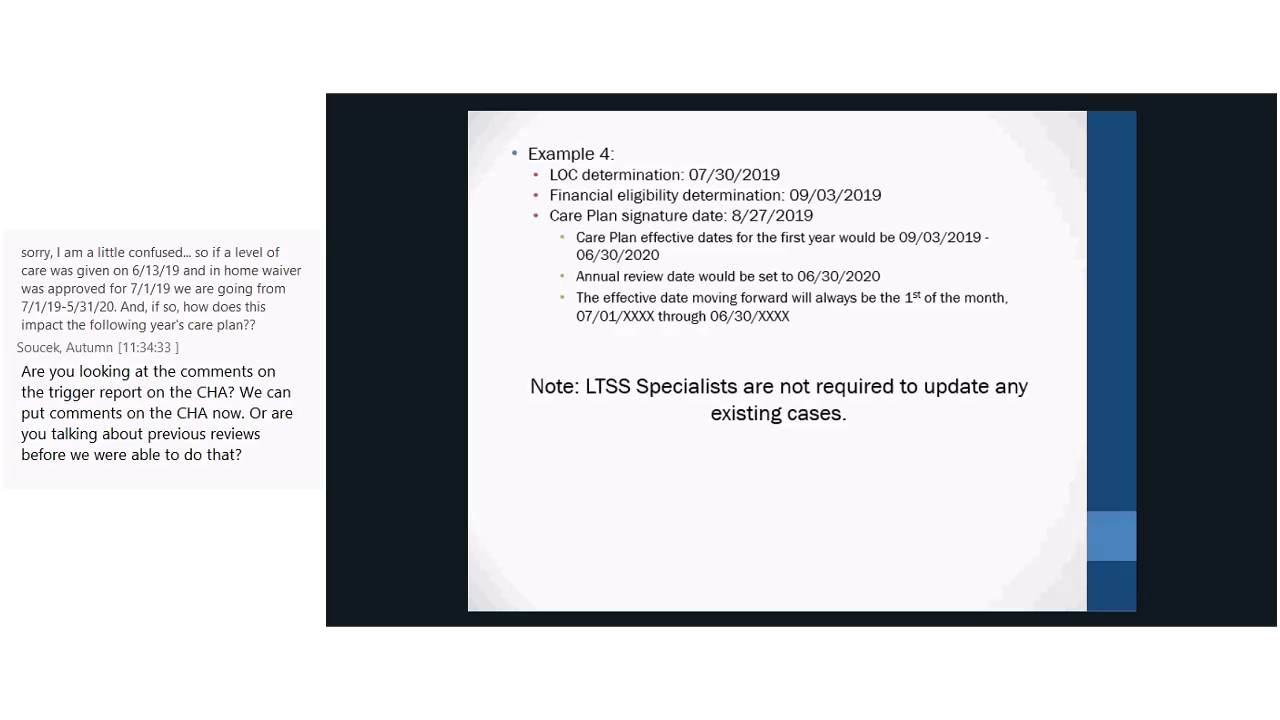 sorry, I am a little confused... so if a level of
care was given on 6/13/19 and in home waiver
was approved for 7/1/19 we are going from
7/1/19-5/31/20. And, if so, how does this
impact the following year's care plan??
Soucek, Autumn [11:34:33 ]
Are you looking at the comments on
the trigger report on the CHA? We can
put comments on the CHA now. Or are
you talking about previous reviews
before we were able to do that?
• Example 4:
• LOC determination: 07/30/2019
• Financial eligibility determination: 09/03/2019
• Care Plan signature date: 8/27/2019
• Care Plan effective dates for the first year would be 09/03/2019 -
06/30/2020
• Annual review date would be set to 06/30/2020
• The effective date moving forward will always be the 1st of the month,
07/01/XXXX through 06/30/XXXX
Note: LTSS Specialists are not required to update any
existing cases.